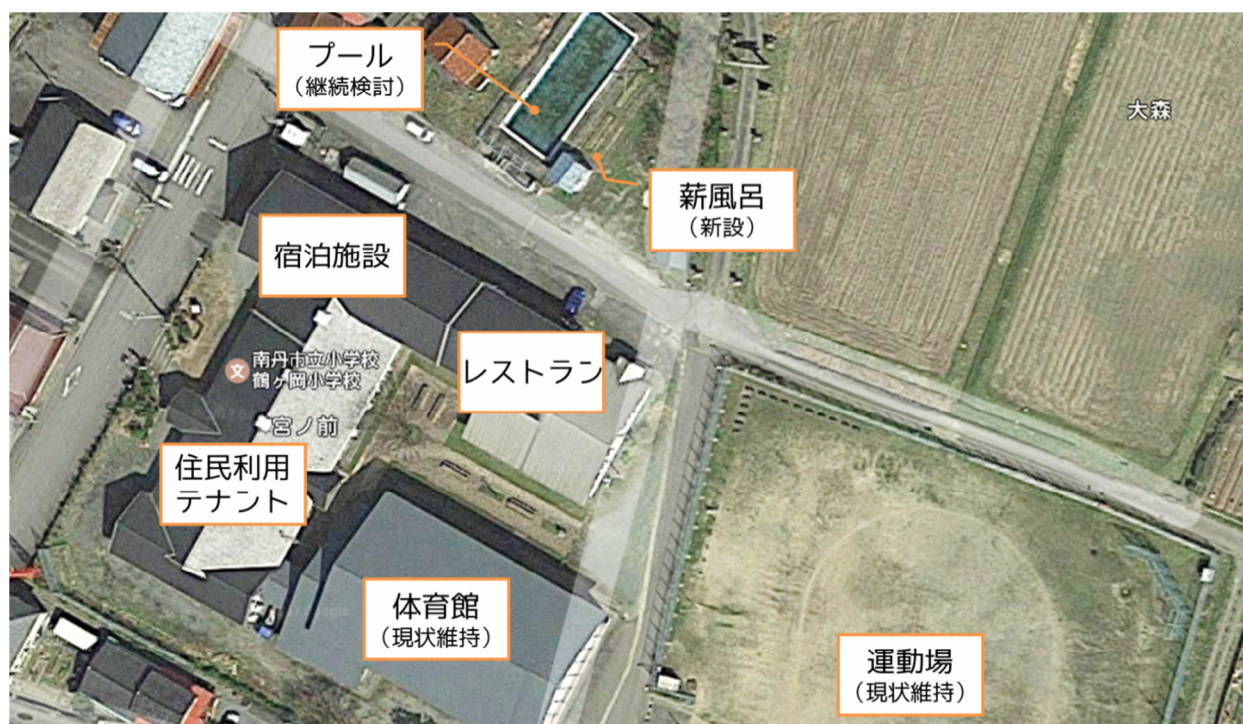 プール
（継続検討）
大森
薪風呂
（新設）
宿泊施設
レストラン
南丹市立小学校
鶴ヶ岡小学校
文
宮ノ前
住民利用
テナント
体育館
（現状維持）
運動場
（現状維持）